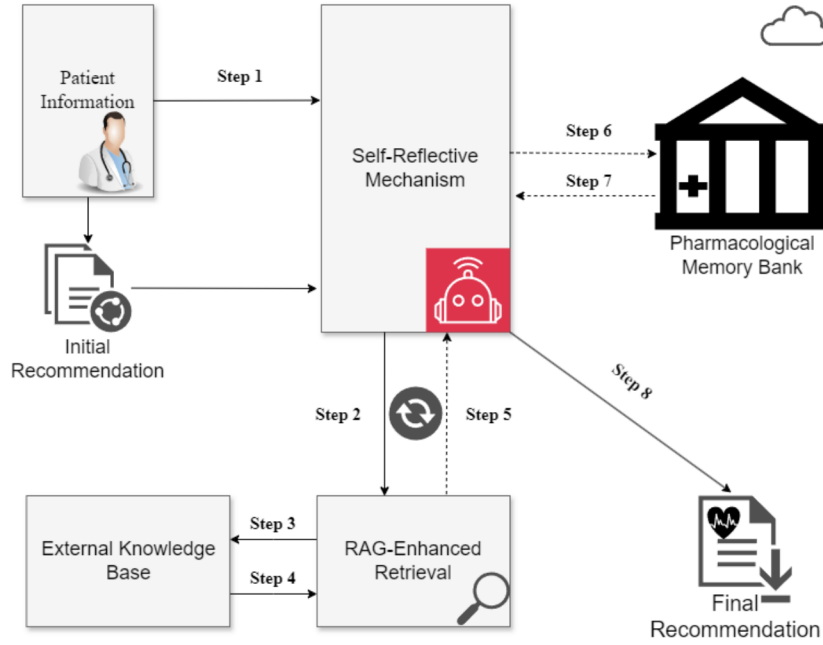 Patient
Information
Step 1
Self-Reflective
Mechanism
Step 6
Step 7
Pharmacological
Memory Bank
Initial
Recommendation
Step 2
Step 5
Step 8
External Knowledge
Base
Step 3
Step 4
RAG-Enhanced
Retrieval
Final
Recommendation